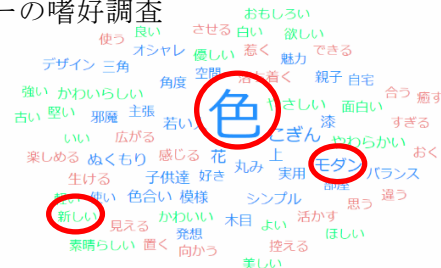 ーの嗜好調査
おもしろい
使う 良い させる 白い 欲しい
オシャレ 優しい 惹く 魅力 できる
デザイン 三角 空間 落ち着く 親子 自宅
強い かわいらしい 角度 やさしい 面白い 合う 癒す
古い 堅い 邪魔 主張 若い人 色 漆 すぎる
いい 広がる こぎん やわらかい
楽しめる ぬくもり 感じる 花 丸み 上 実用 モダン バランス おく
生ける 子供達 好き 部屋
軽い 使い 色合い 模様 シンプル 思う 違う
新しい 見える かわいい 木目 よい 活かす ほしい
素晴らしい 置く 向かう 発想 控える
美しい